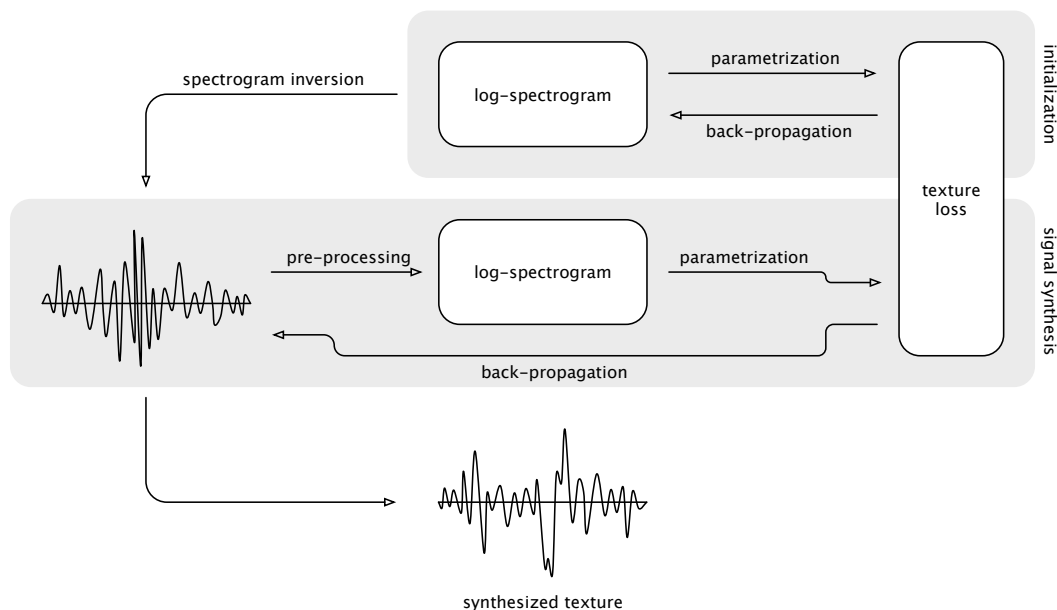 parametrization
spectrogram inversion
log-spectrogram
back-propagation
initialization
texture
loss
pre-processing
log-spectrogram
parametrization
back-propagation
signal synthesis
synthesized texture